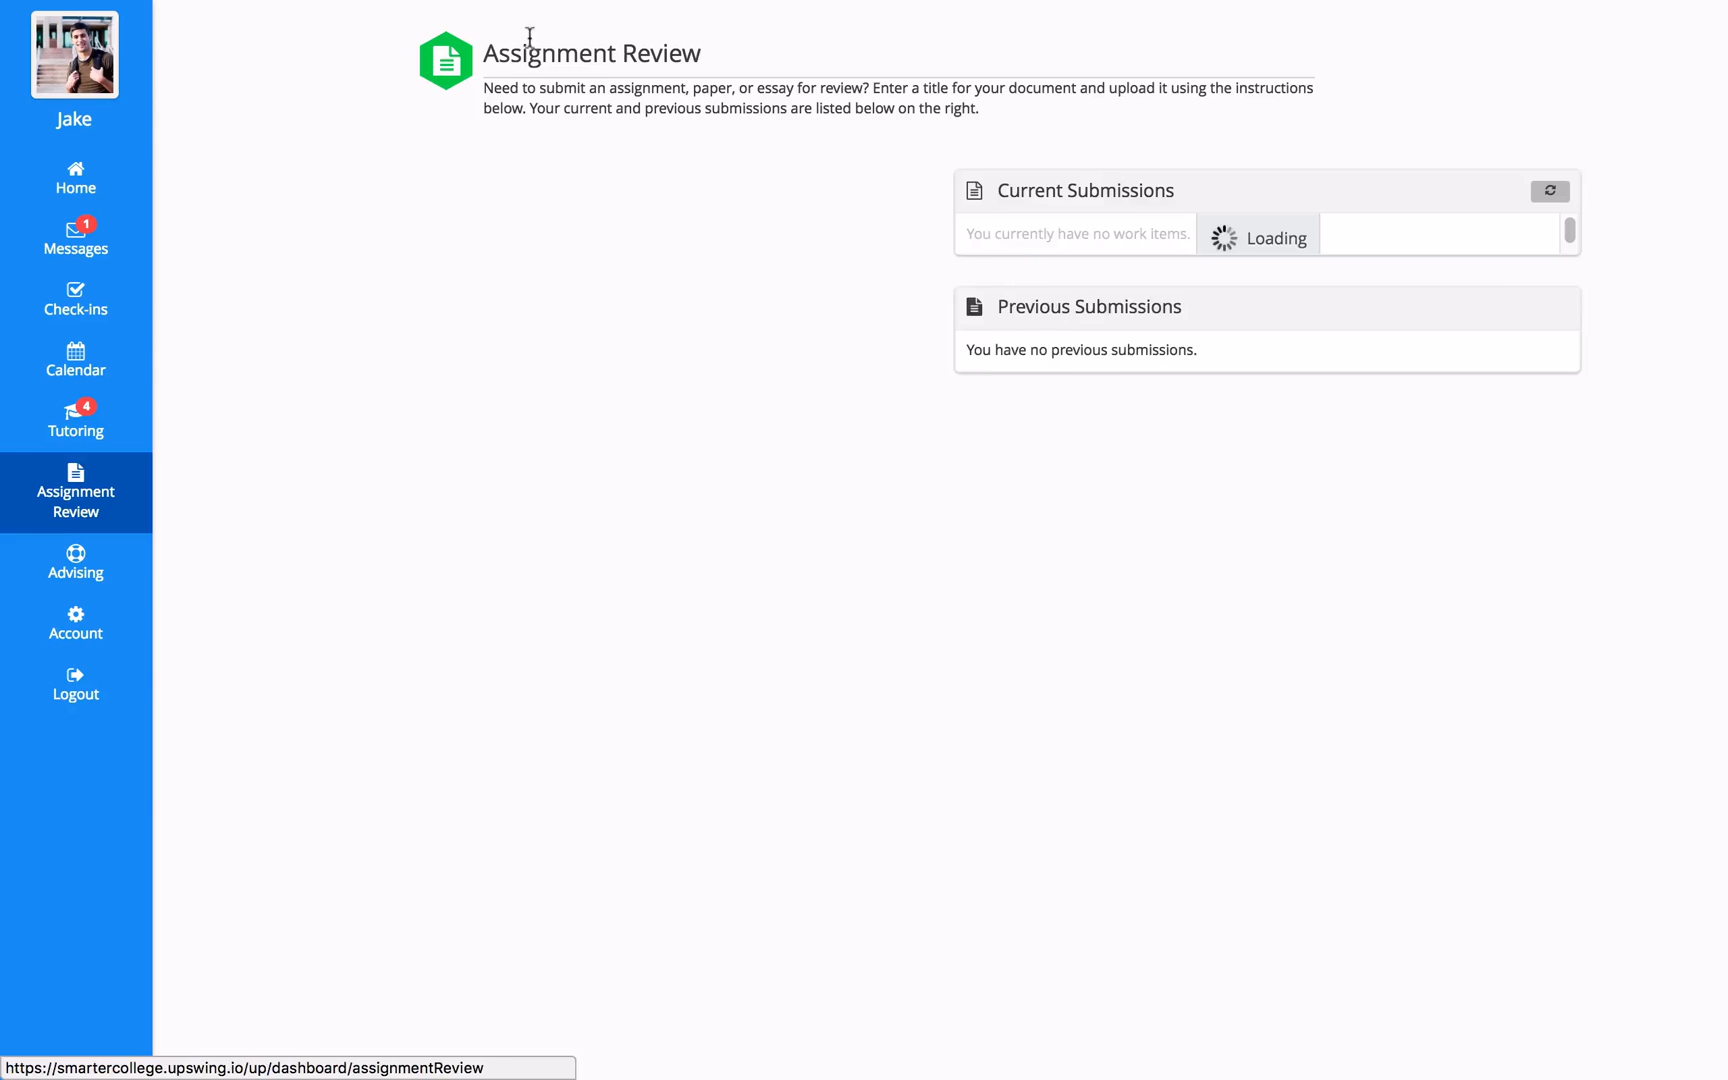 Jake
Home
1
Messages
Check-ins
Calendar
4
Tutoring
Assignment
Review
Advising
Account
Logout
Assignment Review
Need to submit an assignment, paper, or essay for review? Enter a title for your document and upload it using the instructions
below. Your current and previous submissions are listed below on the right.
Current Submissions
You currently have no work items.
Loading
Previous Submissions
You have no previous submissions.
https://smartercollege.upswing.io/up/dashboard/assignmentReview